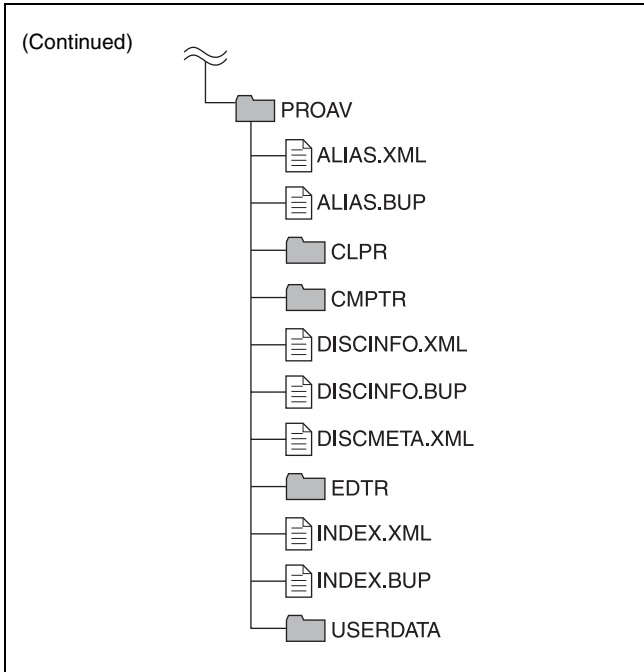 (Continued)
PROAV
ALIAS.XML
ALIAS.BUP
CLPR
CMPTR
DISCINFO.XML
DISCINFO.BUP
DISCMETA.XML
EDTR
INDEX.XML
INDEX.BUP
USERDATA